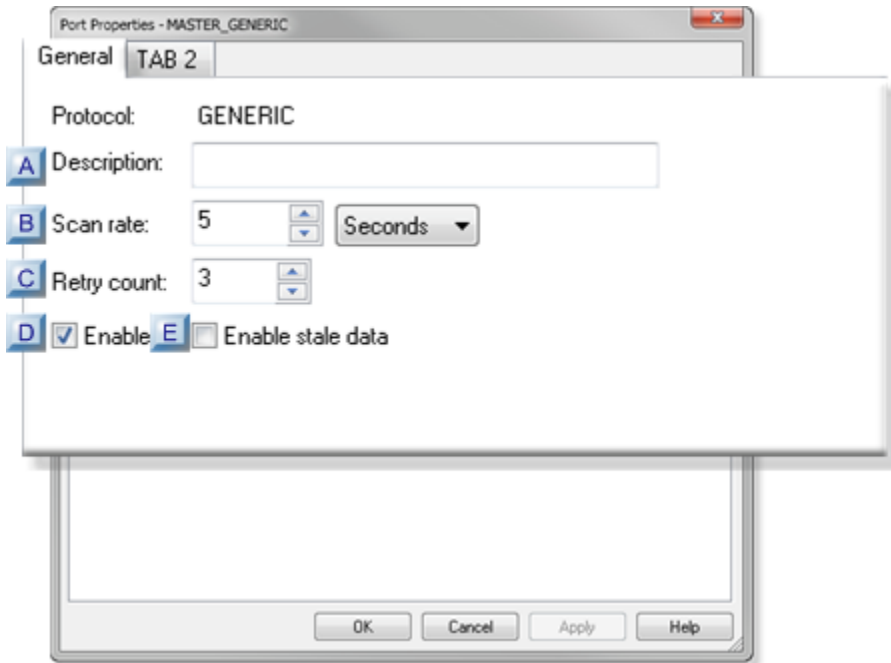 Port Properties - MASTER_GENERIC
x
General TAB 2
Protocol: GENERIC
A Description:
B Scan rate: 5 Seconds
C Retry count: 3
D Enable E Enable stale data
OK Cancel Apply Help